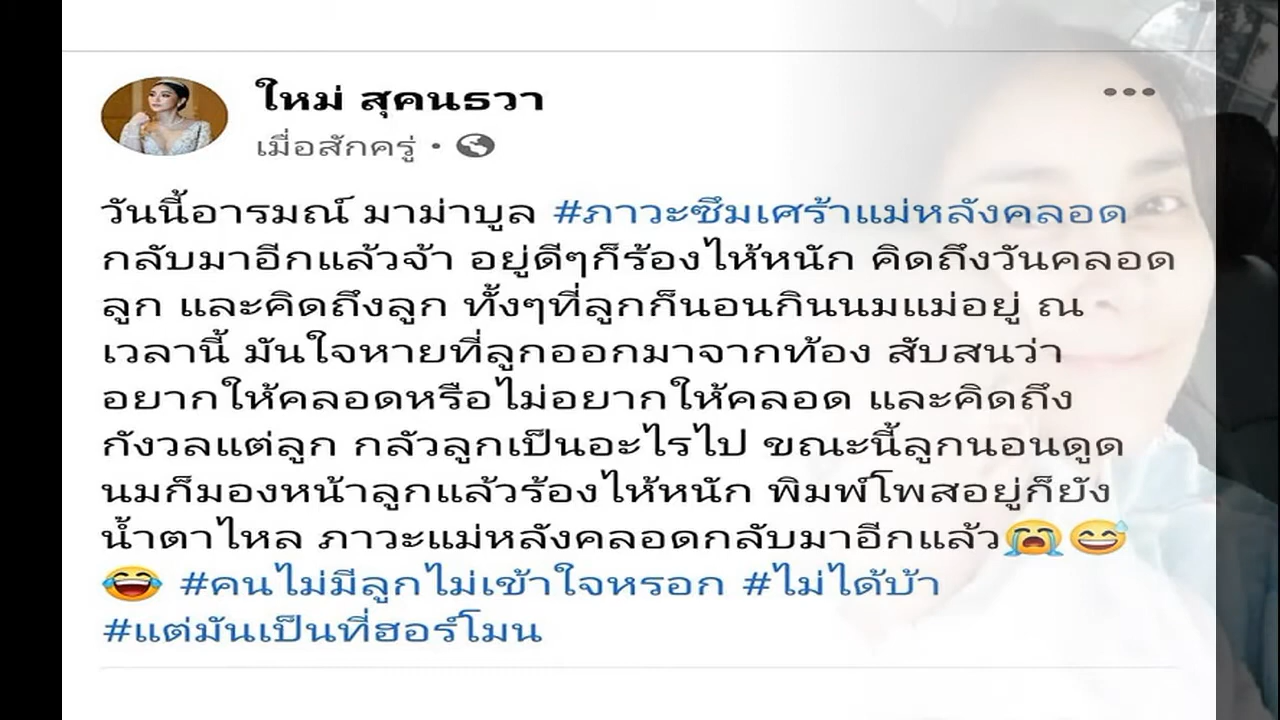 ใหม่ สุคนธวา
เมื่อสักครู่ ·
วันนี้อารมณ์ มาม่าบูล #ภาวะซึมเศร้าแม่หลังคลอด
กลับมาอีกแล้วจ้า อยู่ดีๆก็ร้องไห้หนัก คิดถึงวันคลอด
ลูก และคิดถึงลูก ทั้งๆที่ลูกก็นอนกินนมแม่อยู่ ณ
เวลานี้ มันใจหายที่ลูกออกมาจากท้อง สับสนว่า
อยากให้คลอดหรือไม่อยากให้คลอด และคิดถึง
กังวลแต่ลูก กลัวลูกเป็นอะไรไป ขณะนี้ลูกนอนดูด
นมก็มองหน้าลูกแล้วร้องไห้หนัก พิมพ์โพสอยู่ก็ยัง
น้ำตาไหล ภาวะแม่หลังคลอดกลับมาอีกแล้ว😭😅
😂 #คนไม่มีลูกไม่เข้าใจหรอก #ไม่ได้บ้า
#แต่มันเป็นที่ฮอร์โมน